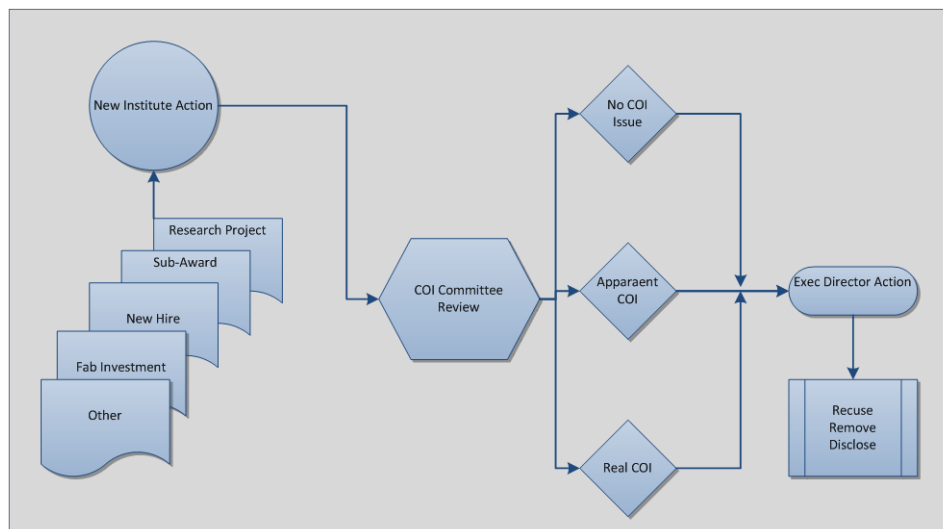 New Institute Action
Research Project
Sub-Award
New Hire
Fab Investment
Other
COI Committee
Review
No COI
Issue
Apparaent
COI
Real COI
Exec Director Action
Recuse
Remove
Disclose